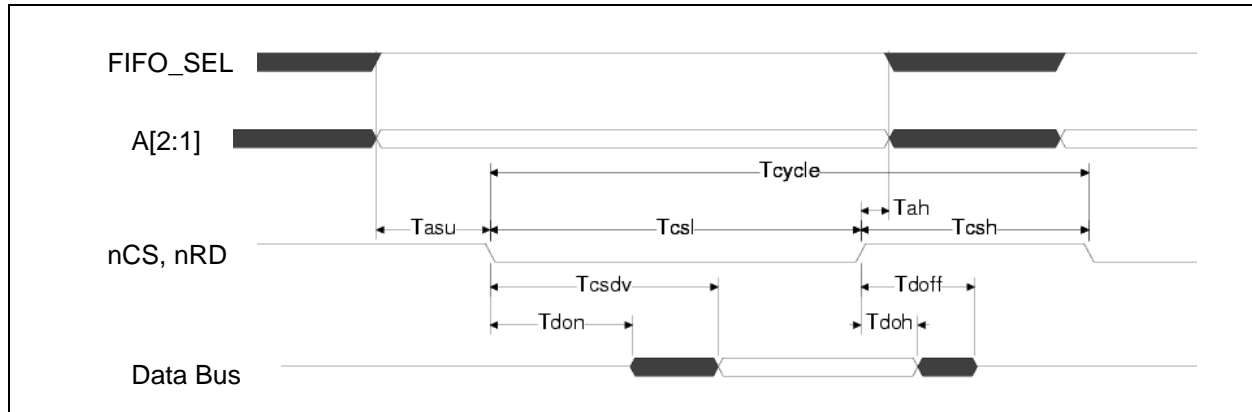 FIFO_SEL
A[2:1]
Tcycle
Tah
Tasu
Tcsl
Tcsh
nCS, nRD
Tcsdv
Tdoff
Tdon
Tdoh
Data Bus